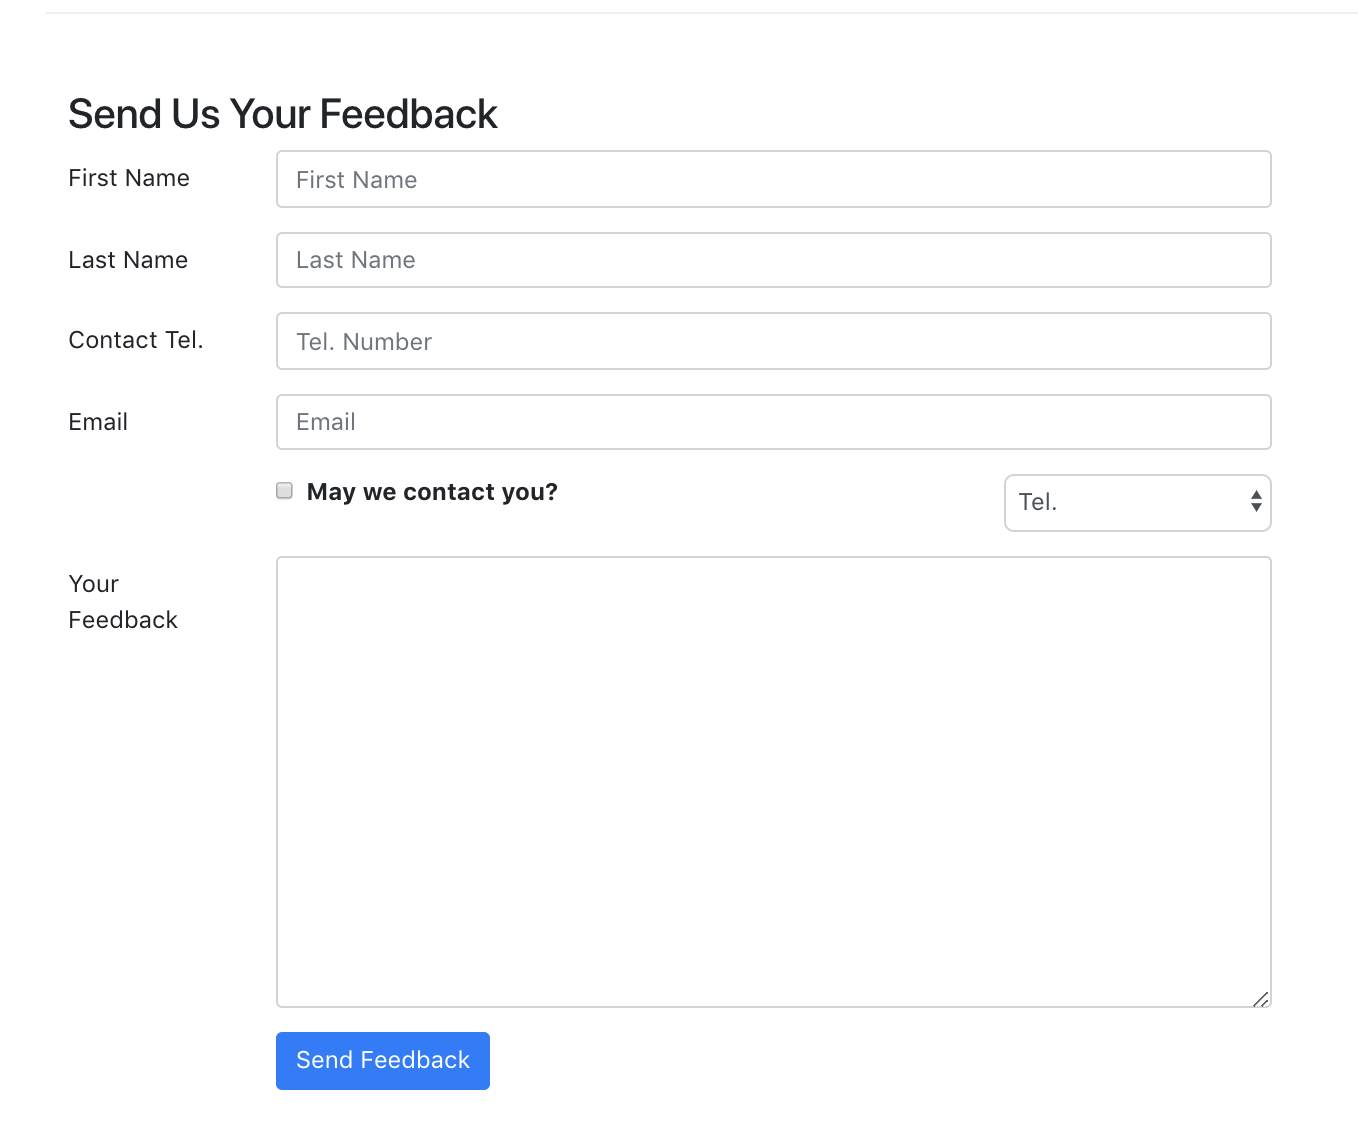 Send Us Your Feedback
First Name
First Name
Last Name
Last Name
Contact Tel.
Tel. Number
Email
Email
May we contact you?
Tel.
Your
Feedback
Send Feedback